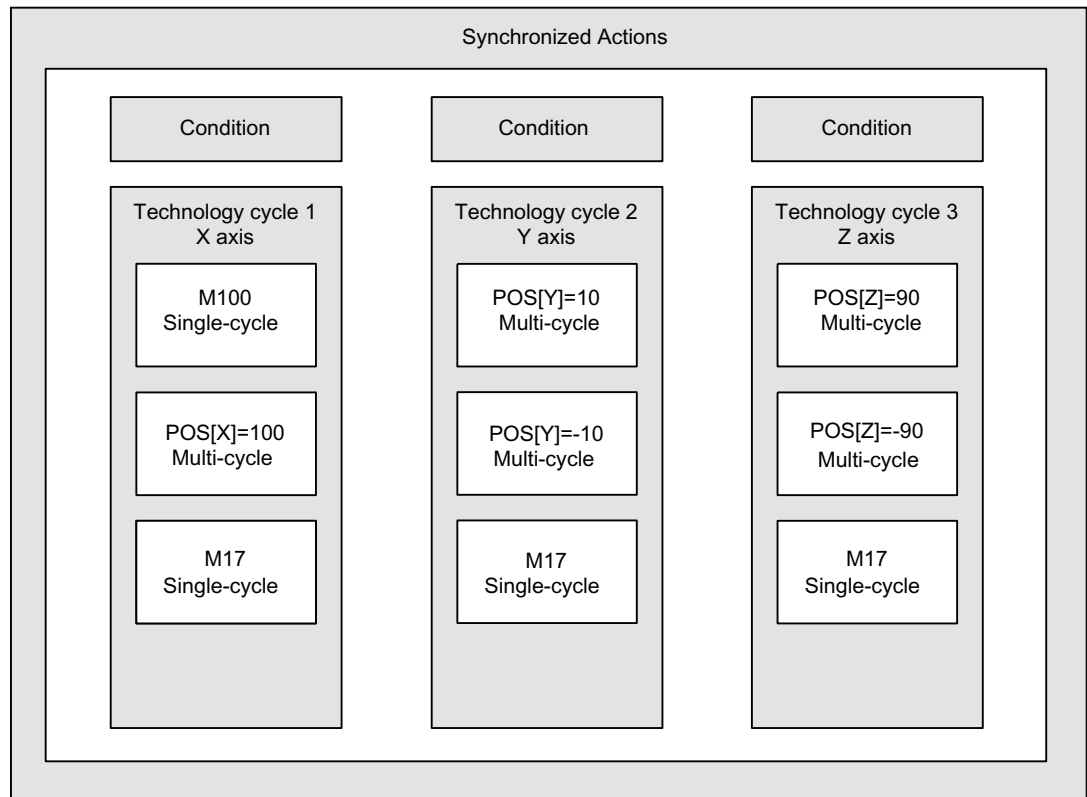 Synchronized Actions
Condition
Condition
Condition
Technology cycle 1
X axis
M100
Single-cycle
POS[X]=100
Multi-cycle
M17
Single-cycle
Technology cycle 2
Y axis
POS[Y]=10
Multi-cycle
POS[Y]=-10
Multi-cycle
M17
Single-cycle
Technology cycle 3
Z axis
POS[Z]=90
Multi-cycle
POS[Z]=-90
Multi-cycle
M17
Single-cycle